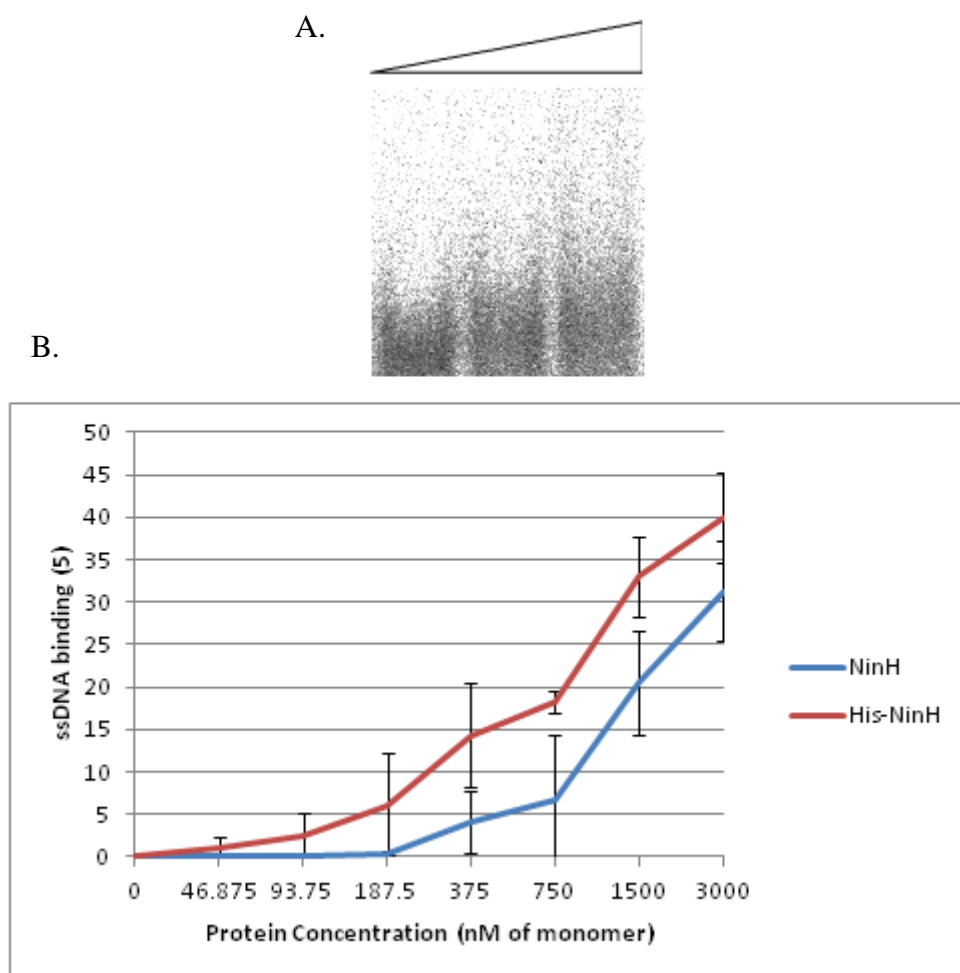 A.
B.
50
45
40
35
30
25
20
15
10
5
0
ssDNA binding (5)
0 46.875 93.75 187.5 375 750 1500 3000
Protein Concentration (nM of monomer)
NinH
His-NinH